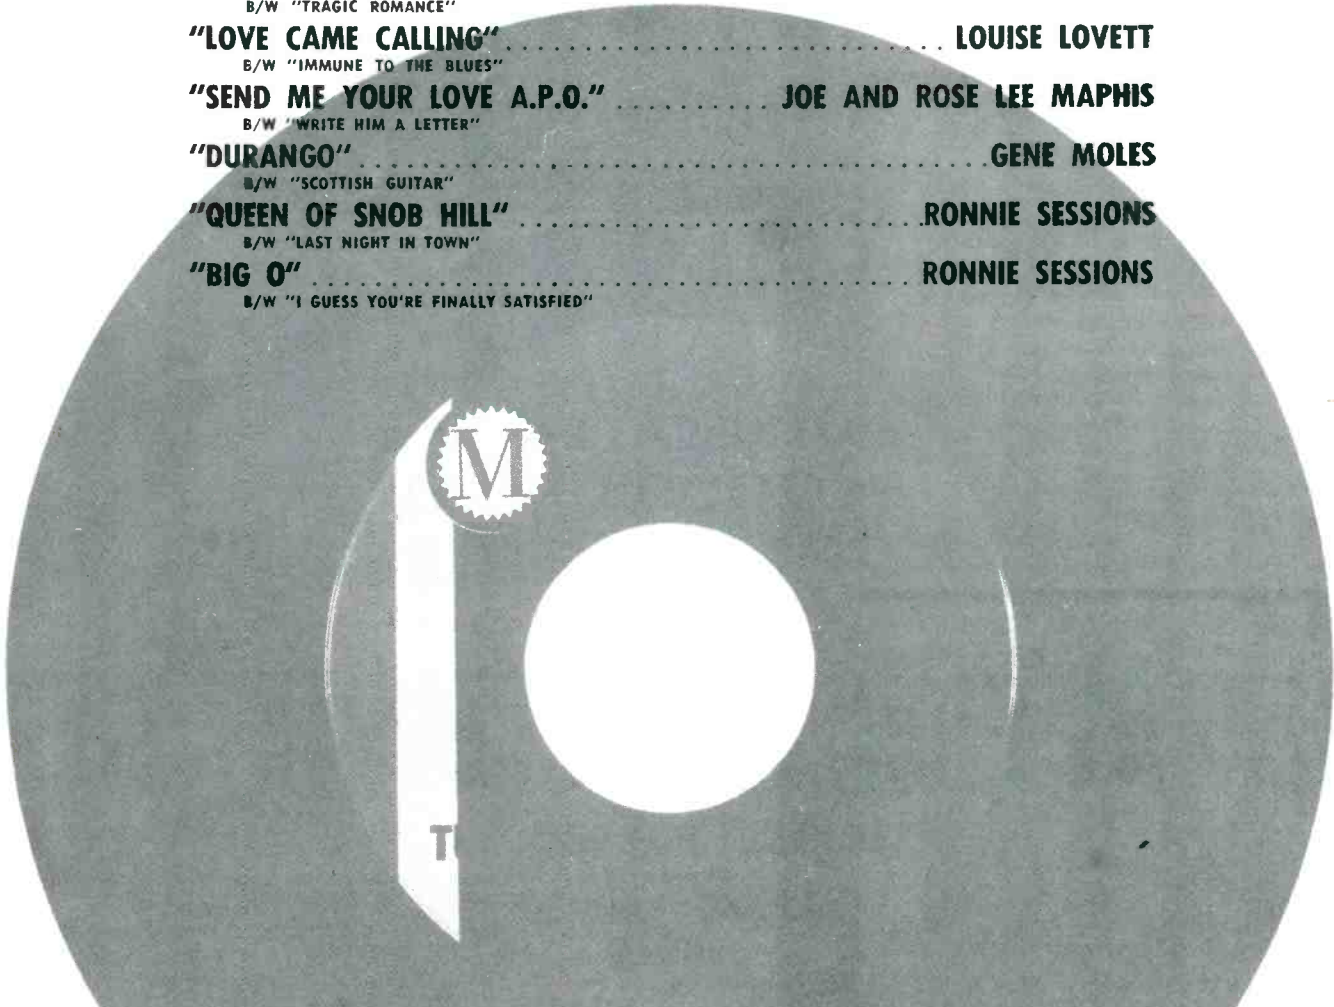 B/W "TRAGIC ROMANCE"
"LOVE CAME CALLING" . . . . . . . . . . . . . . . . . . . . . . . . . . . . LOUISE LOVETT
B/W "IMMUNE TO THE BLUES"
"SEND ME YOUR LOVE A.P.O." . . . . . . . . . . . JOE AND ROSE LEE MAPHIS
B/W "WRITE HIM A LETTER"
"DURANGO" . . . . . . . . . . . . . . . . . . . . . . . . . . . . . . . . . . . . . . . . GENE MOLES
B/W "SCOTTISH GUITAR"
"QUEEN OF SNOB HILL" . . . . . . . . . . . . . . . . . . . . . . . . . . RONNIE SESSIONS
B/W "LAST NIGHT IN TOWN"
"BIG O" . . . . . . . . . . . . . . . . . . . . . . . . . . . . . . . . . . . . . . RONNIE SESSIONS
B/W "I GUESS YOU'RE FINALLY SATISFIED"
M